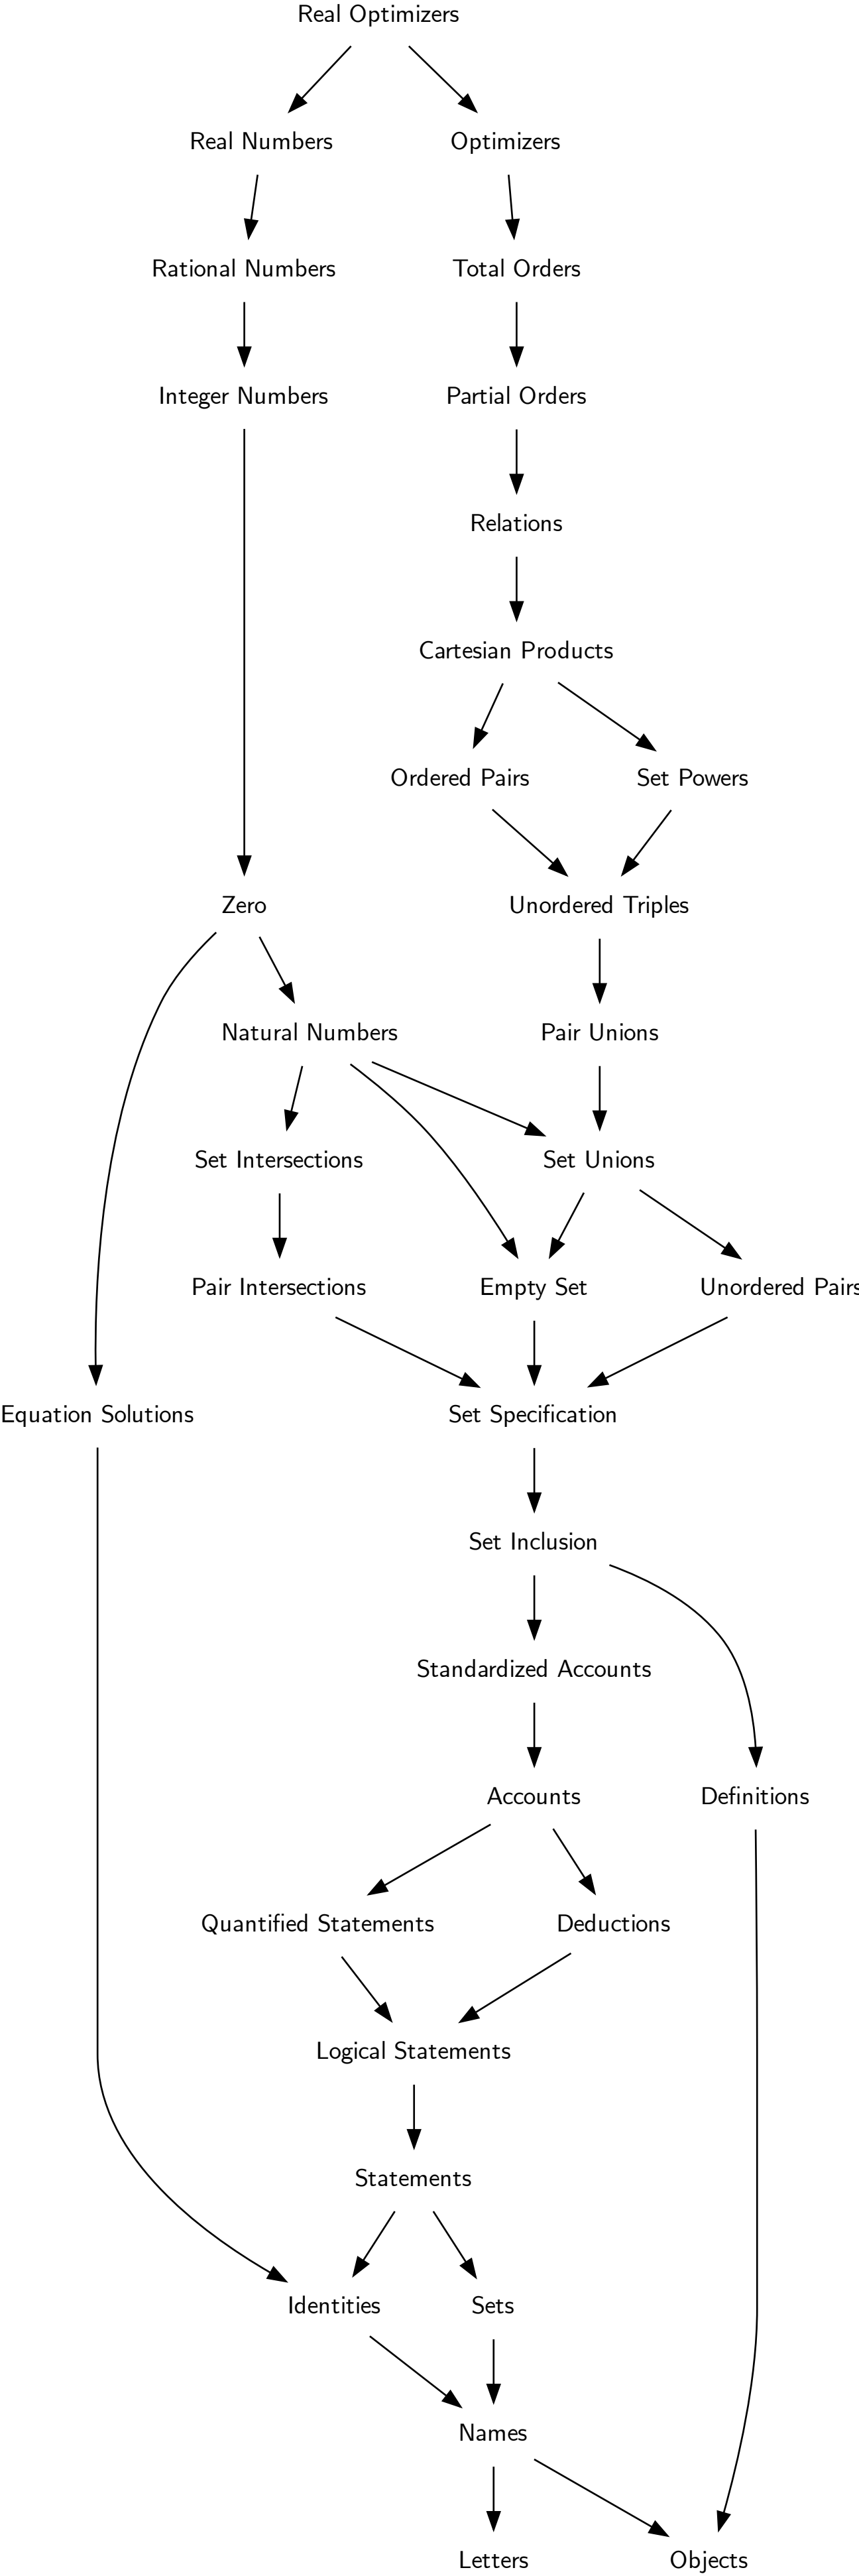 Real Optimizers
Real Numbers
Optimizers
Rational Numbers
Total Orders
Integer Numbers
Partial Orders
Relations
Cartesian Products
Ordered Pairs
Set Powers
Zero
Unordered Triples
Natural Numbers
Pair Unions
Set Intersections
Set Unions
Pair Intersections
Empty Set
Unordered Pairs
Equation Solutions
Set Specification
Set Inclusion
Standardized Accounts
Accounts
Definitions
Quantified Statements
Deductions
Logical Statements
Statements
Identities
Sets
Names
Letters
Objects